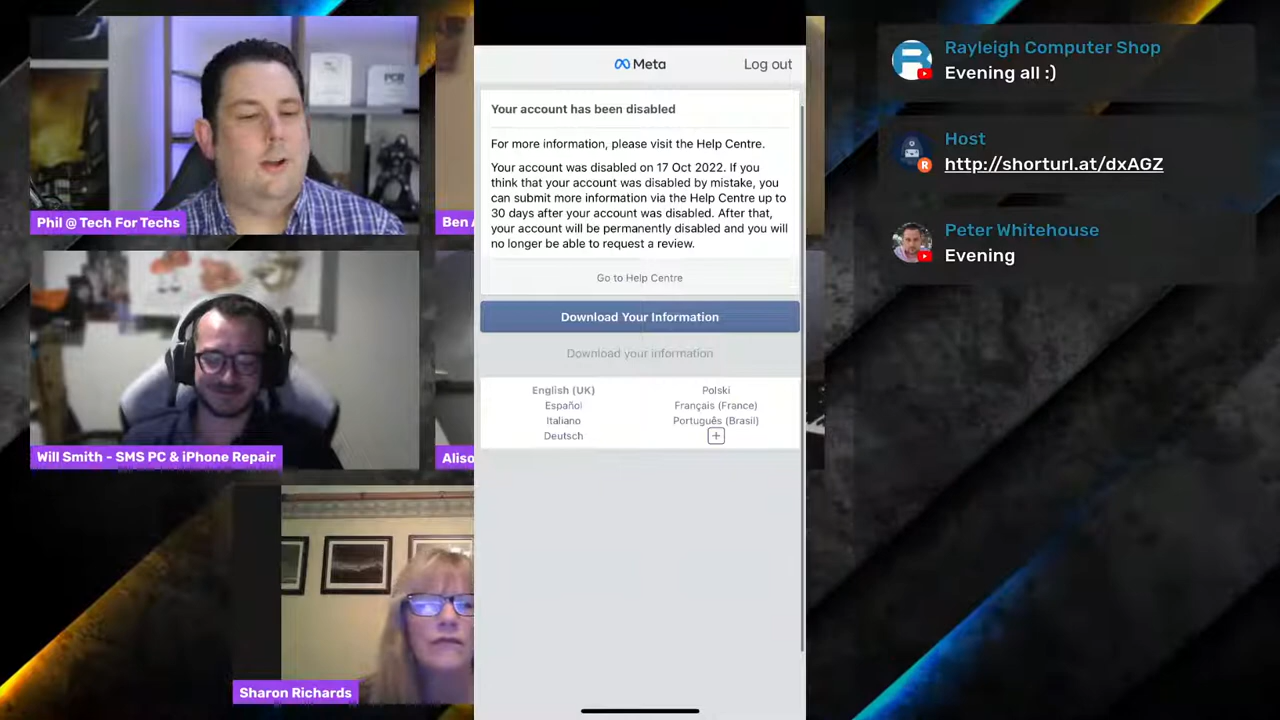 Phil @ Tech For Techs
Ben
Will Smith - SMS PC & iPhone Repair
Aliso
Sharon Richards
PCR
Meta
Log out
Your account has been disabled
For more information, please visit the Help Centre.
Your account was disabled on 17 Oct 2022. If you
think that your account was disabled by mistake, you
can submit more information via the Help Centre up to
30 days after your account was disabled. After that,
your account will be permanently disabled and you will
no longer be able to request a review.
Go to Help Centre
Download Your Information
Download your information
English (UK)
Español
Italiano
Deutsch
Polski
Français (France)
Português (Brasil)
Rayleigh Computer Shop
Evening all :)
Host
http://shorturl.at/dxAGZ
Peter Whitehouse
Evening